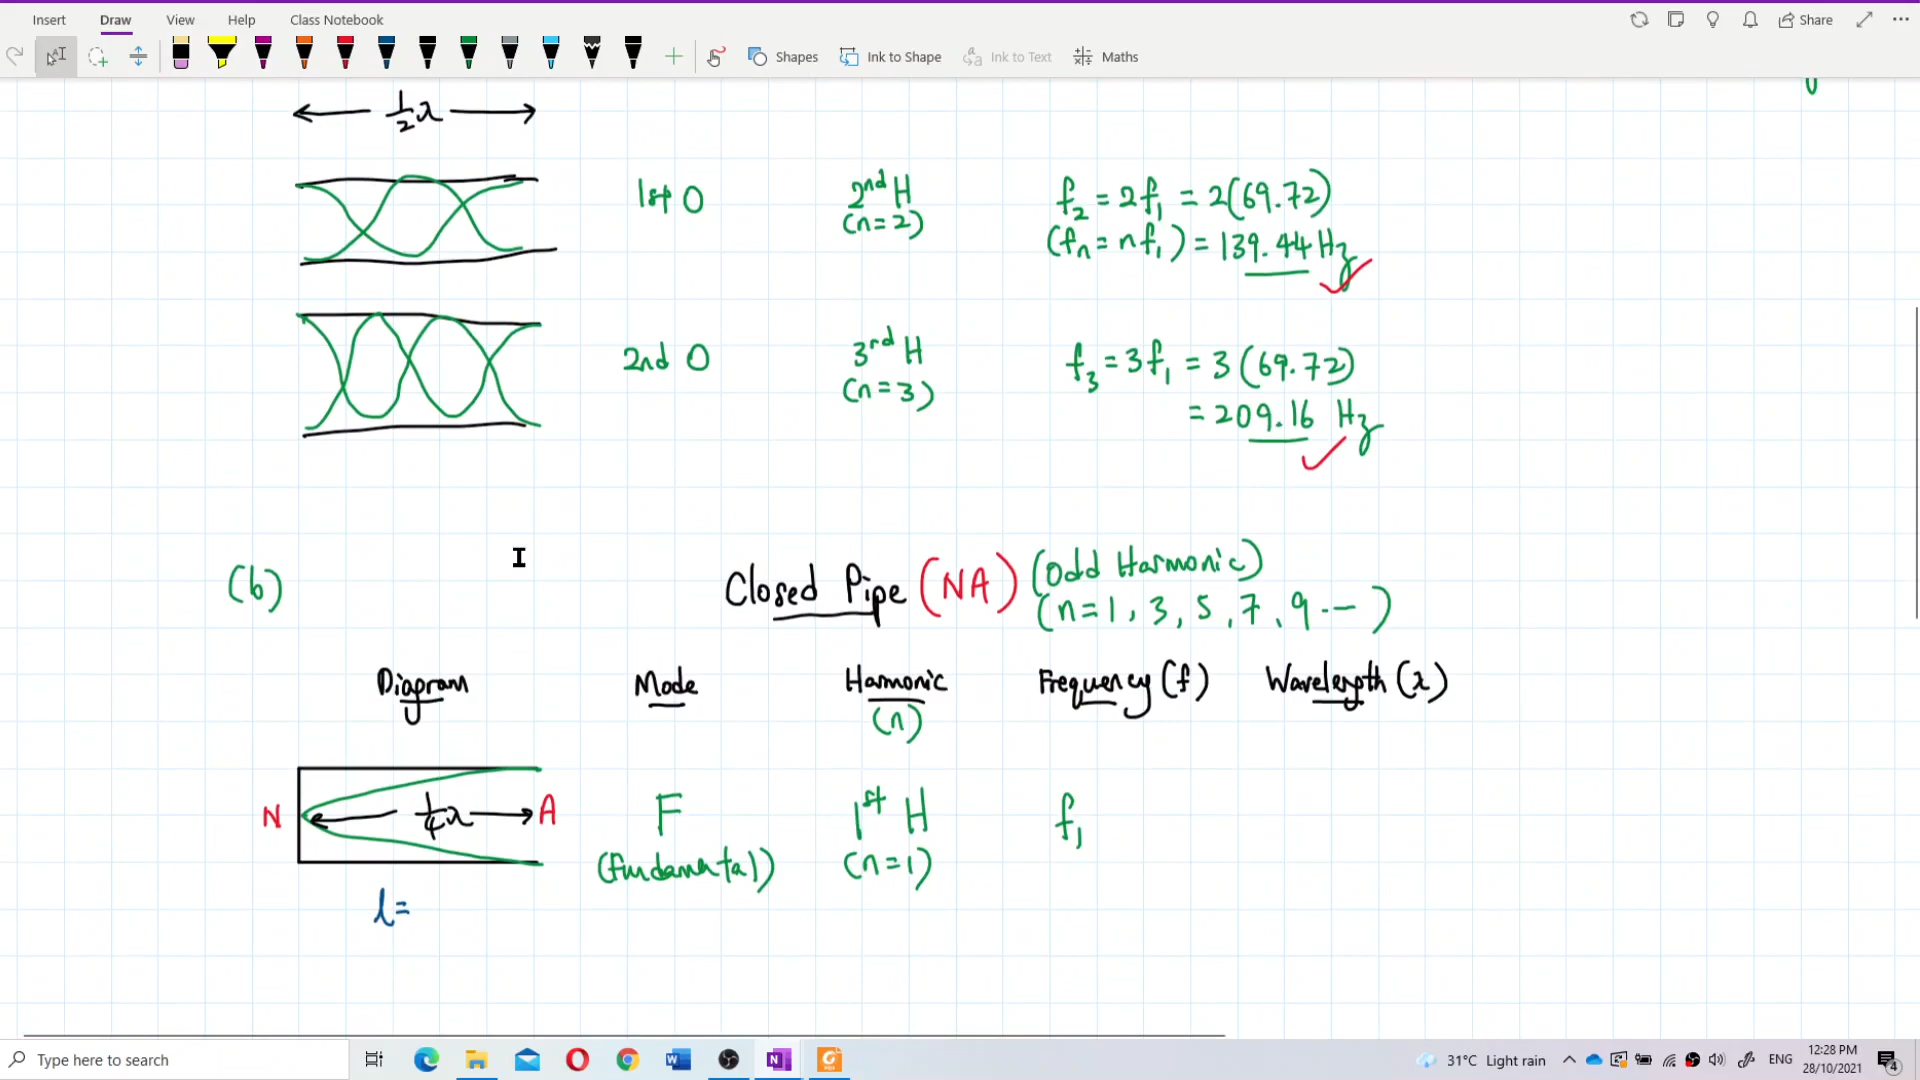 Insert Draw View Help Class Notebook Share
Shapes Ink to Shape Ink to Text Maths
1/2 λ
1st O 2nd H f₂ = 2f₁ = 2(69.72)
(n=2) (fn = nf₁) = 139.44 Hz
2nd O 3rd H f₃ = 3f₁ = 3(69.72)
(n=3) = 209.16 Hz
(b) Closed Pipe (NA) (Odd Harmonic)
(n=1, 3, 5, 7, 9 ... )
Diagram Mode Harmonic Frequency (f) Wavelength (λ)
(n)
N 1/4 λ A F 1st H f₁
(fundamental) (n=1)
l =
Type here to search 31°C Light rain ENG 12:28 PM
28/10/2021 4